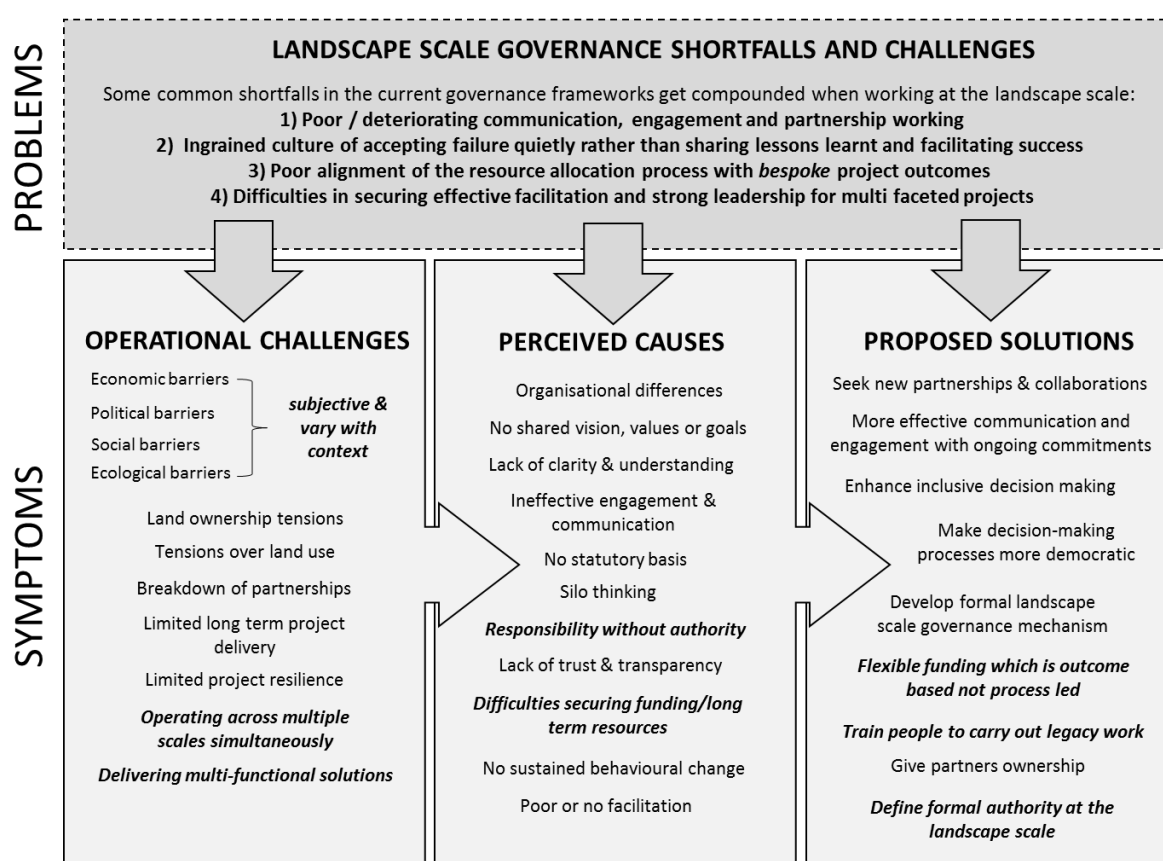 PROBLEMS
LANDSCAPE SCALE GOVERNANCE SHORTFALLS AND CHALLENGES
Some common shortfalls in the current governance frameworks get compounded when working at the landscape scale:
1) Poor / deteriorating communication, engagement and partnership working
2) Ingrained culture of accepting failure quietly rather than sharing lessons learnt and facilitating success
3) Poor alignment of the resource allocation process with bespoke project outcomes
4) Difficulties in securing effective facilitation and strong leadership for multi faceted projects
SYMPTOMS
OPERATIONAL CHALLENGES
Economic barriers
Political barriers
Social barriers
Ecological barriers
subjective &
vary with
context
Land ownership tensions
Tensions over land use
Breakdown of partnerships
Limited long term project
delivery
Limited project resilience
Operating across multiple
scales simultaneously
Delivering multi-functional solutions
PERCEIVED CAUSES
Organisational differences
No shared vision, values or goals
Lack of clarity & understanding
Ineffective engagement &
communication
No statutory basis
Silo thinking
Responsibility without authority
Lack of trust & transparency
Difficulties securing funding/long
term resources
No sustained behavioural change
Poor or no facilitation
PROPOSED SOLUTIONS
Seek new partnerships & collaborations
More effective communication and
engagement with ongoing commitments
Enhance inclusive decision making
Make decision-making
processes more democratic
Develop formal landscape
scale governance mechanism
Flexible funding which is outcome
based not process led
Train people to carry out legacy work
Give partners ownership
Define formal authority at the
landscape scale